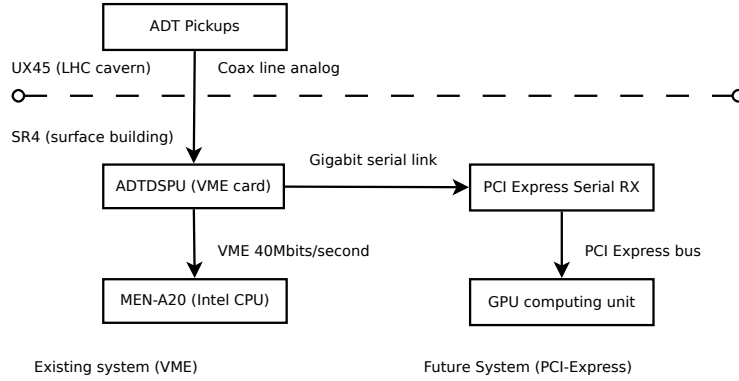 ADT Pickups
UX45 (LHC cavern)
Coax line analog
SR4 (surface building)
Gigabit serial link
ADTDSPU (VME card)
PCI Express Serial RX
VME 40Mbits/second
PCI Express bus
MEN-A20 (Intel CPU)
GPU computing unit
Existing system (VME)
Future System (PCI-Express)